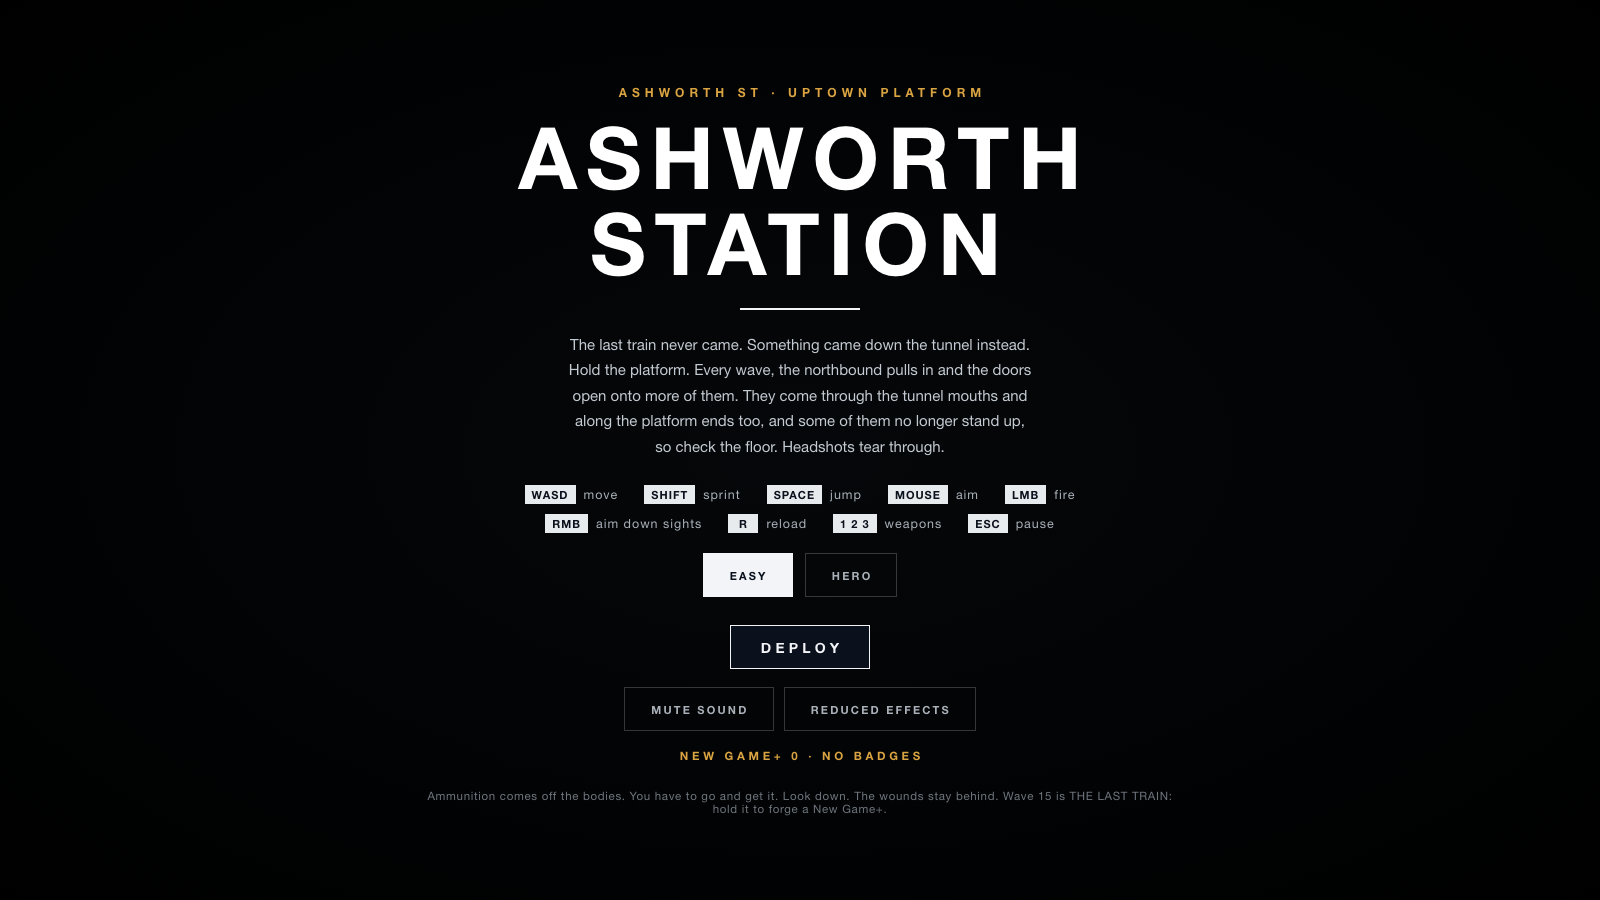 ASHWORTH ST · UPTOWN PLATFORM
ASHWORTH
STATION
The last train never came. Something came down the tunnel instead.
Hold the platform. Every wave, the northbound pulls in and the doors
open onto more of them. They come through the tunnel mouths and
along the platform ends too, and some of them no longer stand up,
so check the floor. Headshots tear through.
WASD move SHIFT sprint SPACE jump MOUSE aim LMB fire
RMB aim down sights R reload 1 2 3 weapons ESC pause
EASY HERO
DEPLOY
MUTE SOUND REDUCED EFFECTS
NEW GAME+ 0 · NO BADGES
Ammunition comes off the bodies. You have to go and get it. Look down. The wounds stay behind. Wave 15 is THE LAST TRAIN:
hold it to forge a New Game+.